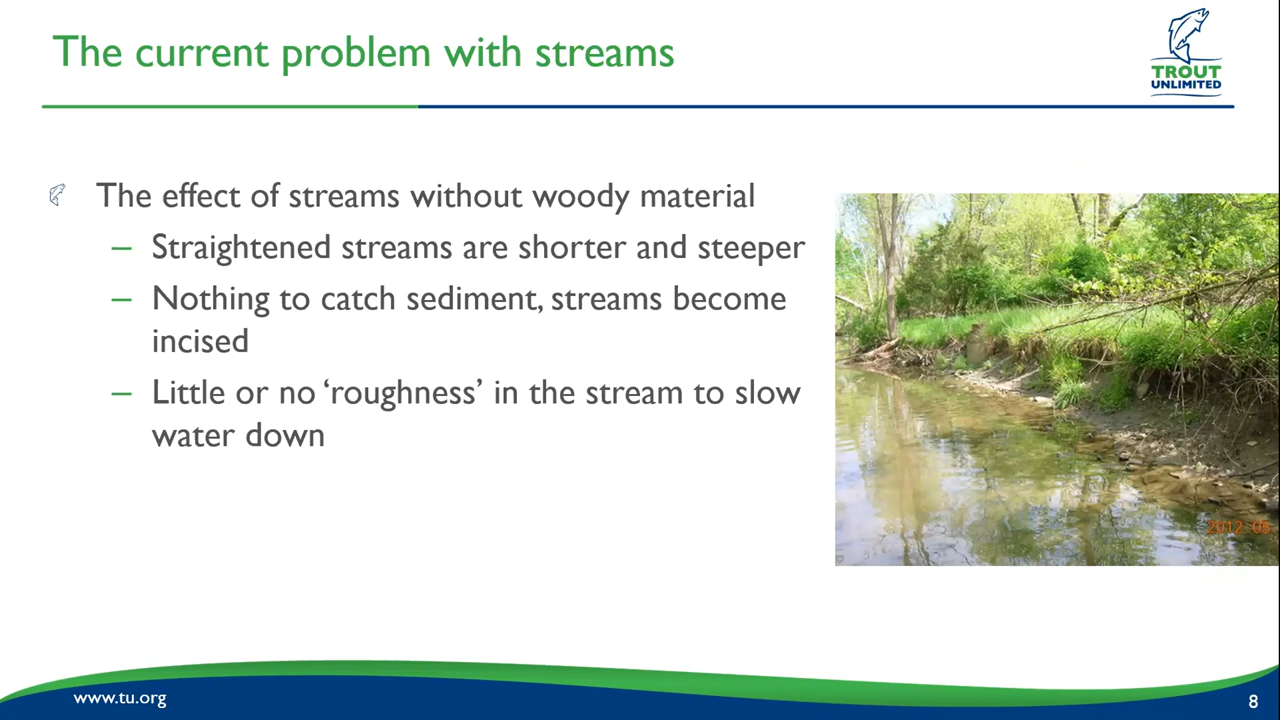 The current problem with streams
TROUT
UNLIMITED
The effect of streams without woody material
– Straightened streams are shorter and steeper
– Nothing to catch sediment, streams become
incised
– Little or no ‘roughness’ in the stream to slow
water down
2012 05
www.tu.org
8